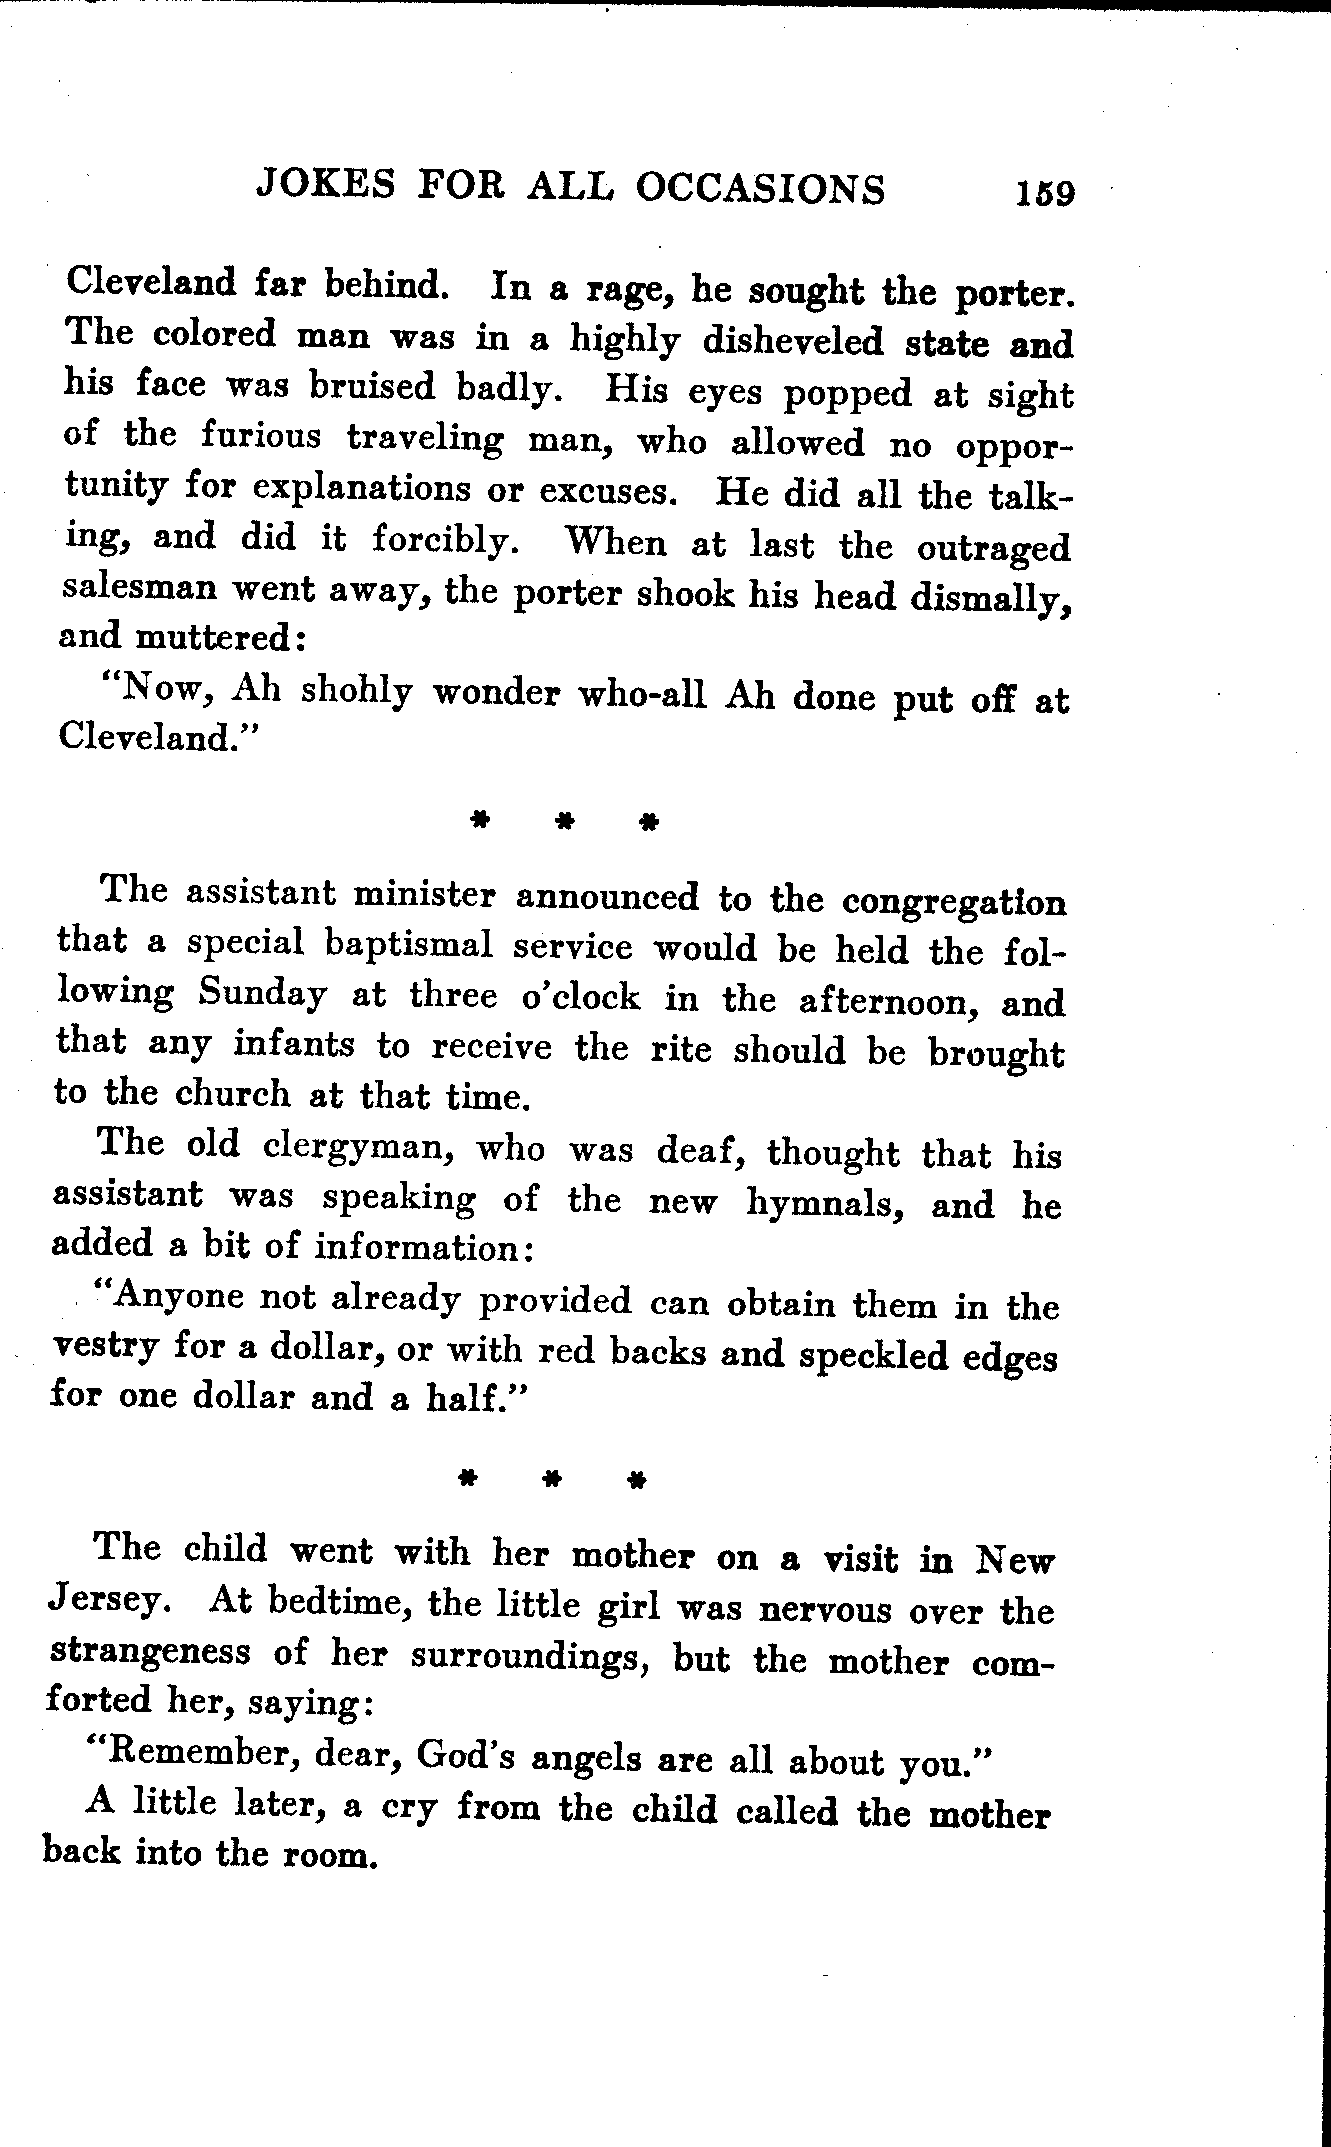 JOKES FOR ALL OCCASIONS 159
Cleveland far behind. In a rage, he sought the porter.
The colored man was in a highly disheveled state and
his face was bruised badly. His eyes popped at sight
of the furious traveling man, who allowed no oppor-
tunity for explanations or excuses. He did all the talk-
ing, and did it forcibly. When at last the outraged
salesman went away, the porter shook his head dismally,
and muttered:
"Now, Ah shohly wonder who-all Ah done put off at
Cleveland."
* * *
The assistant minister announced to the congregation
that a special baptismal service would be held the fol-
lowing Sunday at three o'clock in the afternoon, and
that any infants to receive the rite should be brought
to the church at that time.
The old clergyman, who was deaf, thought that his
assistant was speaking of the new hymnals, and he
added a bit of information:
"Anyone not already provided can obtain them in the
vestry for a dollar, or with red backs and speckled edges
for one dollar and a half."
* * *
The child went with her mother on a visit in New
Jersey. At bedtime, the little girl was nervous over the
strangeness of her surroundings, but the mother com-
forted her, saying:
"Remember, dear, God's angels are all about you."
A little later, a cry from the child called the mother
back into the room.